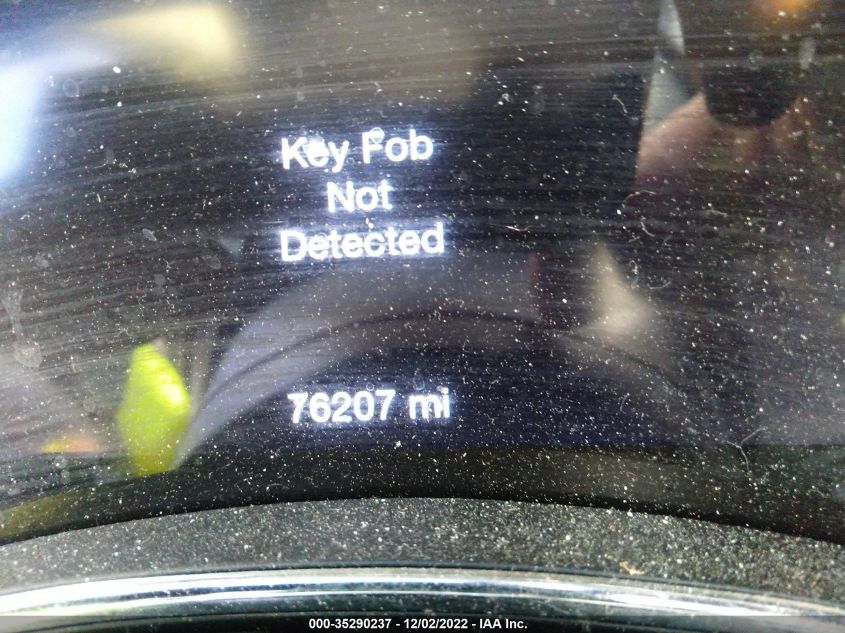 Key Fob
Not
Detected
76207 mi
000-35290237 - 12/02/2022 - IAA Inc.